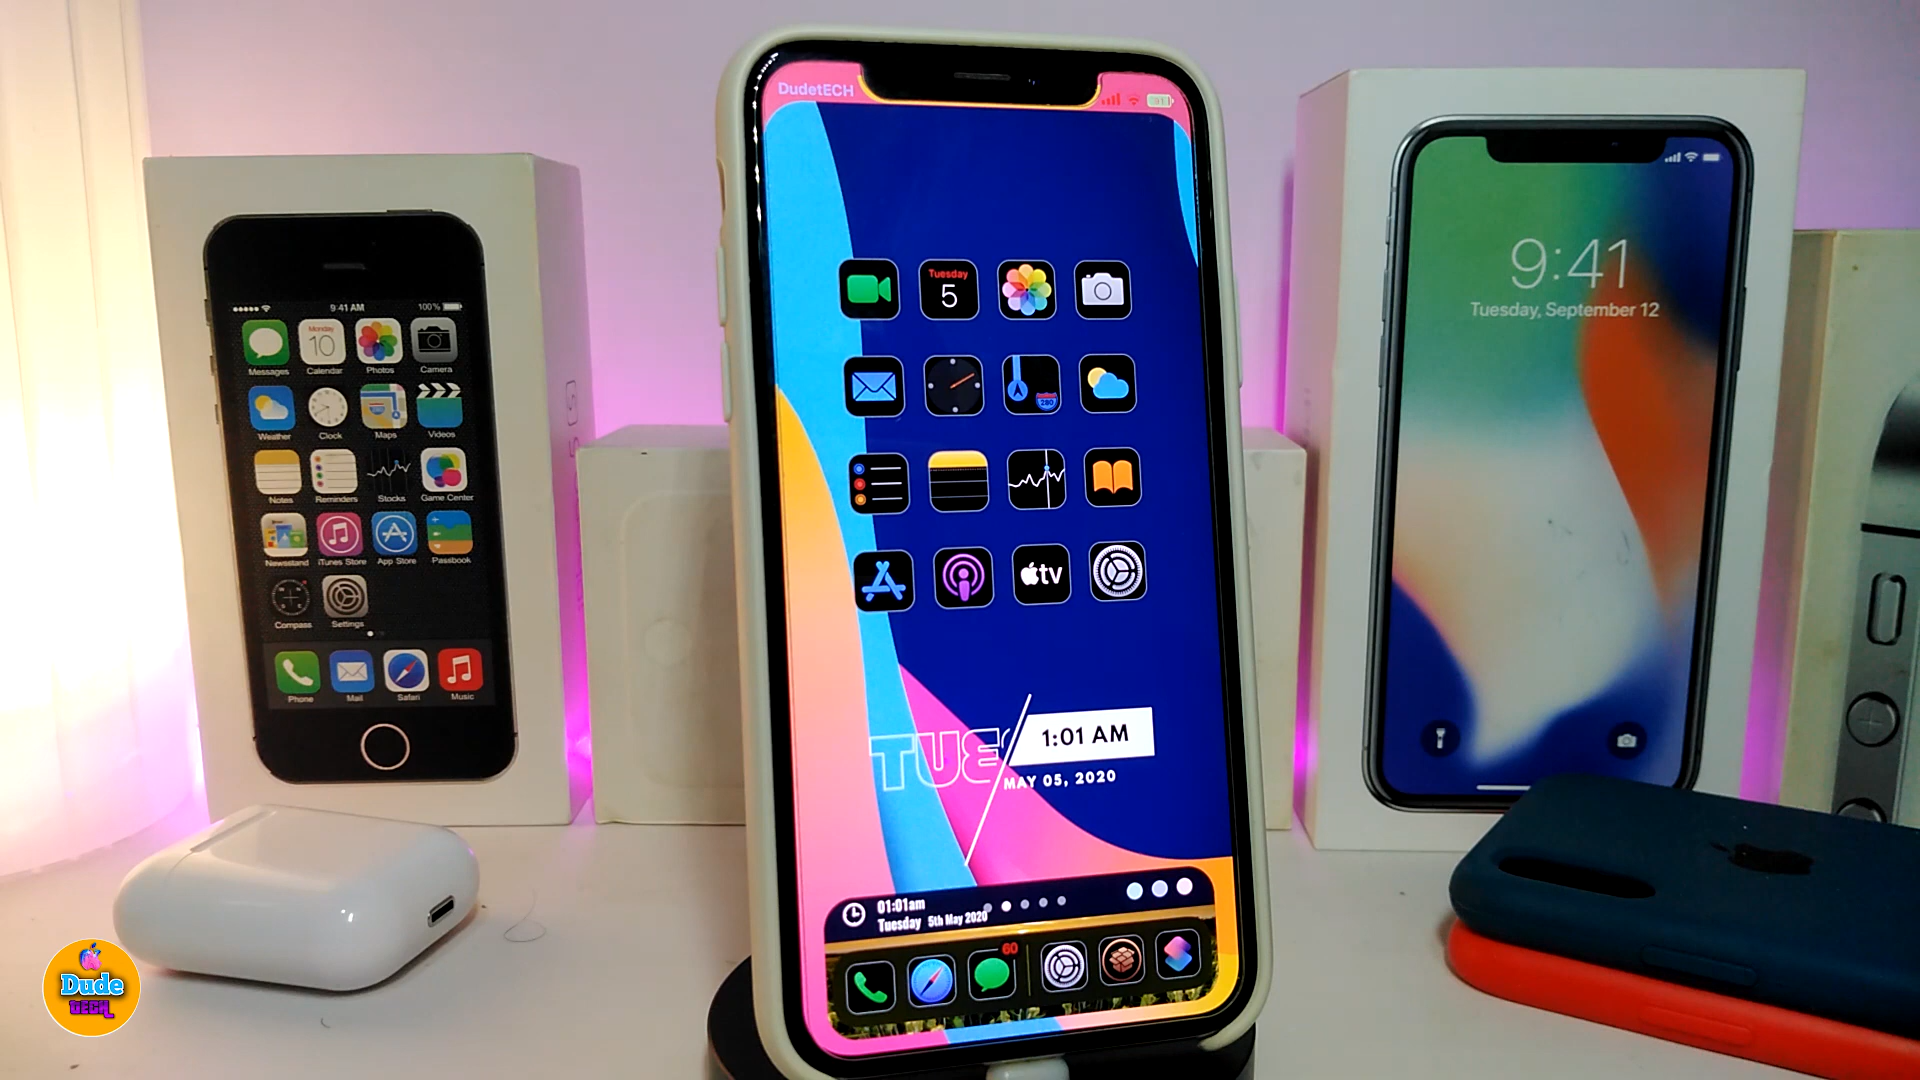 ●●●●● 9:41 AM 100%
Messages
Monday
10
Calendar
Photos
Camera
Weather
Clock
Maps
Videos
Notes
Reminders
Stocks
Game Center
Newsstand
iTunes Store
App Store
Passbook
Compass
Settings
Phone
Mail
Safari
Music
DudetECH
Tuesday
5
280
tv
TUE
1:01 AM
MAY 05, 2020
01:01am
Tuesday 5th May 2020
60
9:41
Tuesday, September 12
Dude
TECH